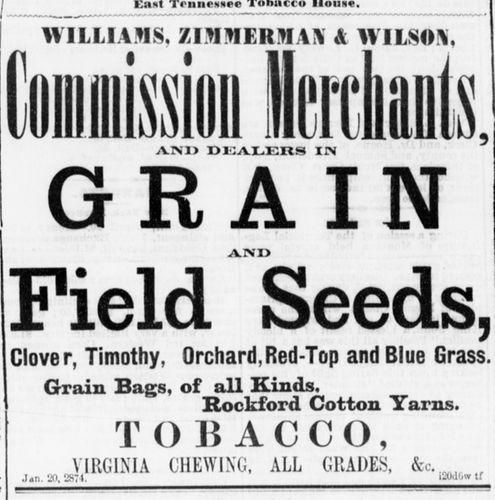 East Tennessee Tobacco House.
WILLIAMS, ZIMMERMAN & WILSON,
Commission Merchants,
AND DEALERS IN
GRAIN
AND
Field Seeds,
Clover, Timothy, Orchard, Red-Top and Blue Grass.
Grain Bags, of all Kinds.
Rockford Cotton Yarns.
TOBACCO,
VIRGINIA CHEWING, ALL GRADES, &c.
Jan. 20, 2874. i20d6w tf